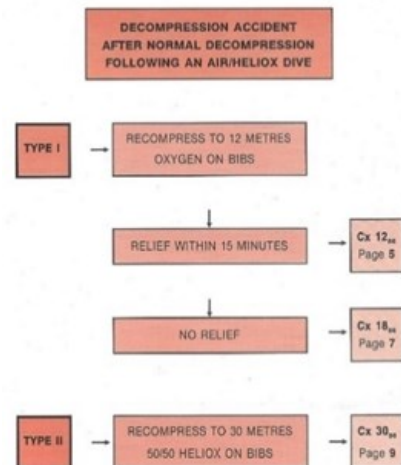 DECOMPRESSION ACCIDENT
AFTER NORMAL DECOMPRESSION
FOLLOWING AN AIR/HELIOX DIVE
TYPE I
RECOMPRESS TO 12 METRES
OXYGEN ON BIBS
RELIEF WITHIN 15 MINUTES
Cx 12
Page 5
NO RELIEF
Cx 18
Page 7
TYPE II
RECOMPRESS TO 30 METRES
50/50 HELIOX ON BIBS
Cx 30
Page 9